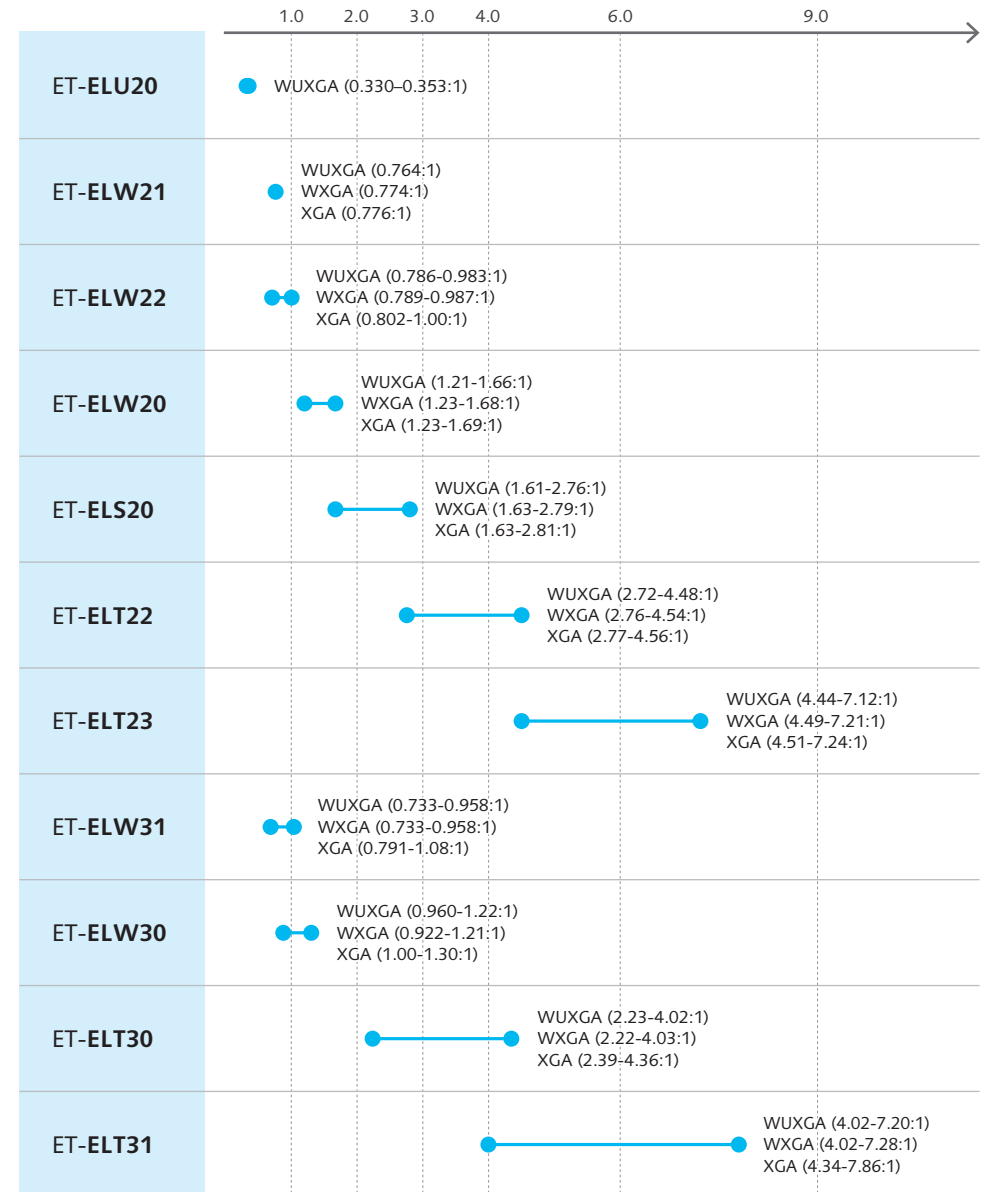 1.0 2.0 3.0 4.0 6.0 9.0
ET-ELU20
WUXGA (0.330–0.353:1)
ET-ELW21
WUXGA (0.764:1)
WXGA (0.774:1)
XGA (0.776:1)
ET-ELW22
WUXGA (0.786-0.983:1)
WXGA (0.789-0.987:1)
XGA (0.802-1.00:1)
ET-ELW20
WUXGA (1.21-1.66:1)
WXGA (1.23-1.68:1)
XGA (1.23-1.69:1)
ET-ELS20
WUXGA (1.61-2.76:1)
WXGA (1.63-2.79:1)
XGA (1.63-2.81:1)
ET-ELT22
WUXGA (2.72-4.48:1)
WXGA (2.76-4.54:1)
XGA (2.77-4.56:1)
ET-ELT23
WUXGA (4.44-7.12:1)
WXGA (4.49-7.21:1)
XGA (4.51-7.24:1)
ET-ELW31
WUXGA (0.733-0.958:1)
WXGA (0.733-0.958:1)
XGA (0.791-1.08:1)
ET-ELW30
WUXGA (0.960-1.22:1)
WXGA (0.922-1.21:1)
XGA (1.00-1.30:1)
ET-ELT30
WUXGA (2.23-4.02:1)
WXGA (2.22-4.03:1)
XGA (2.39-4.36:1)
ET-ELT31
WUXGA (4.02-7.20:1)
WXGA (4.02-7.28:1)
XGA (4.34-7.86:1)